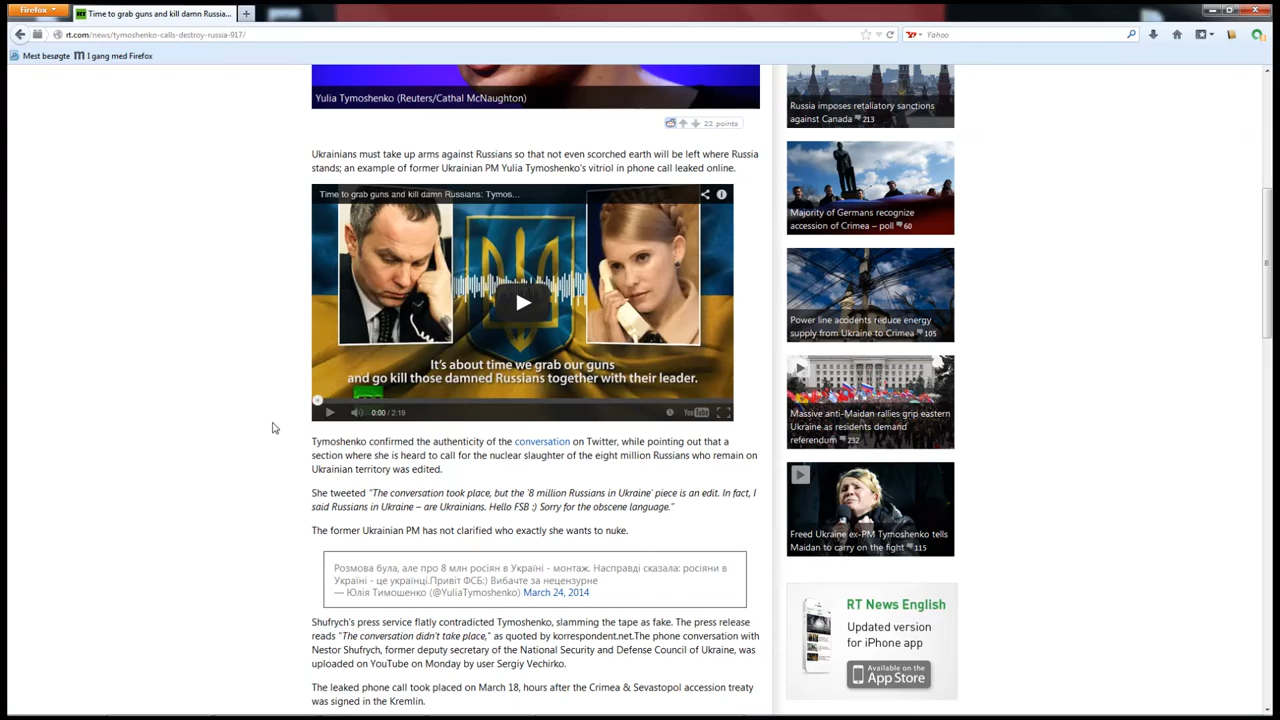 Firefox
Time to grab guns and kill damn Russia...
rt.com/news/tymoshenko-calls-destroy-russia-917/
Yahoo
Mest besøgte
I gang med Firefox
Yulia Tymoshenko (Reuters/Cathal McNaughton)
22 points
Ukrainians must take up arms against Russians so that not even scorched earth will be left where Russia
stands; an example of former Ukrainian PM Yulia Tymoshenko's vitriol in phone call leaked online.
Time to grab guns and kill damn Russians: Tymos...
It's about time we grab our guns
and go kill those damned Russians together with their leader.
0:00 / 2:19
YouTube
Tymoshenko confirmed the authenticity of the conversation on Twitter, while pointing out that a
section where she is heard to call for the nuclear slaughter of the eight million Russians who remain on
Ukrainian territory was edited.
She tweeted "The conversation took place, but the '8 million Russians in Ukraine' piece is an edit. In fact, I
said Russians in Ukraine – are Ukrainians. Hello FSB :) Sorry for the obscene language."
The former Ukrainian PM has not clarified who exactly she wants to nuke.
Розмова була, але про 8 млн росіян в Україні - монтаж. Насправді сказала: росіяни в
Україні - це українці.Привіт ФСБ:) Вибачте за нецензурне
— Юлія Тимошенко (@YuliaTymoshenko) March 24, 2014
Shufrych's press service flatly contradicted Tymoshenko, slamming the tape as fake. The press release
reads "The conversation didn't take place," as quoted by korrespondent.net.The phone conversation with
Nestor Shufrych, former deputy secretary of the National Security and Defense Council of Ukraine, was
uploaded on YouTube on Monday by user Sergiy Vechirko.
The leaked phone call took placed on March 18, hours after the Crimea & Sevastopol accession treaty
was signed in the Kremlin.
Russia imposes retaliatory sanctions
against Canada 213
Majority of Germans recognize
accession of Crimea – poll 60
Power line accidents reduce energy
supply from Ukraine to Crimea 105
Massive anti-Maidan rallies grip eastern
Ukraine as residents demand
referendum 232
Freed Ukraine ex-PM Tymoshenko tells
Maidan to carry on the fight 115
RT News English
Updated version
for iPhone app
Available on the
App Store